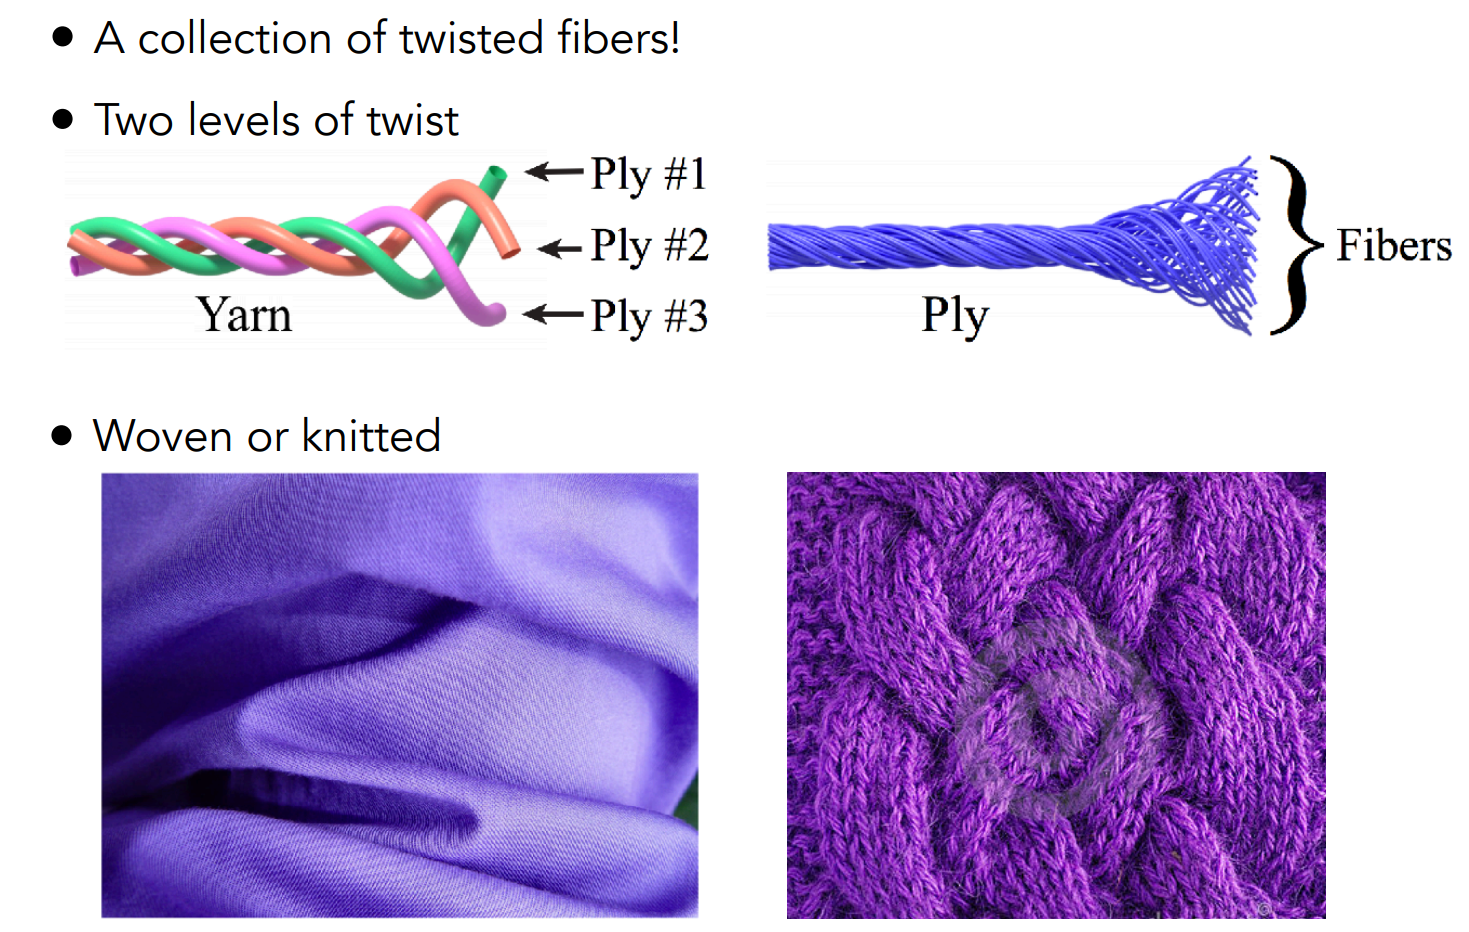 • A collection of twisted fibers!
• Two levels of twist
Ply #1
Ply #2
Ply #3
Yarn
Fibers
Ply
• Woven or knitted